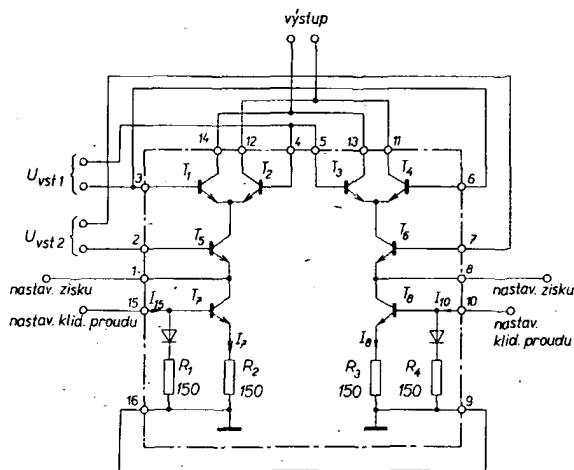 výstup
14
12
4
5
13
11
U vst 1
3
T1
T2
T3
T4
6
U vst 2
2
T5
T6
7
1
8
nastav. zisku
nastav. zisku
15
I15
T7
T8
I10
10
nastav. klid. proudu
nastav.
klid. proudu
I7
I8
R1
150
R2
150
R3
150
R4
150
16
9